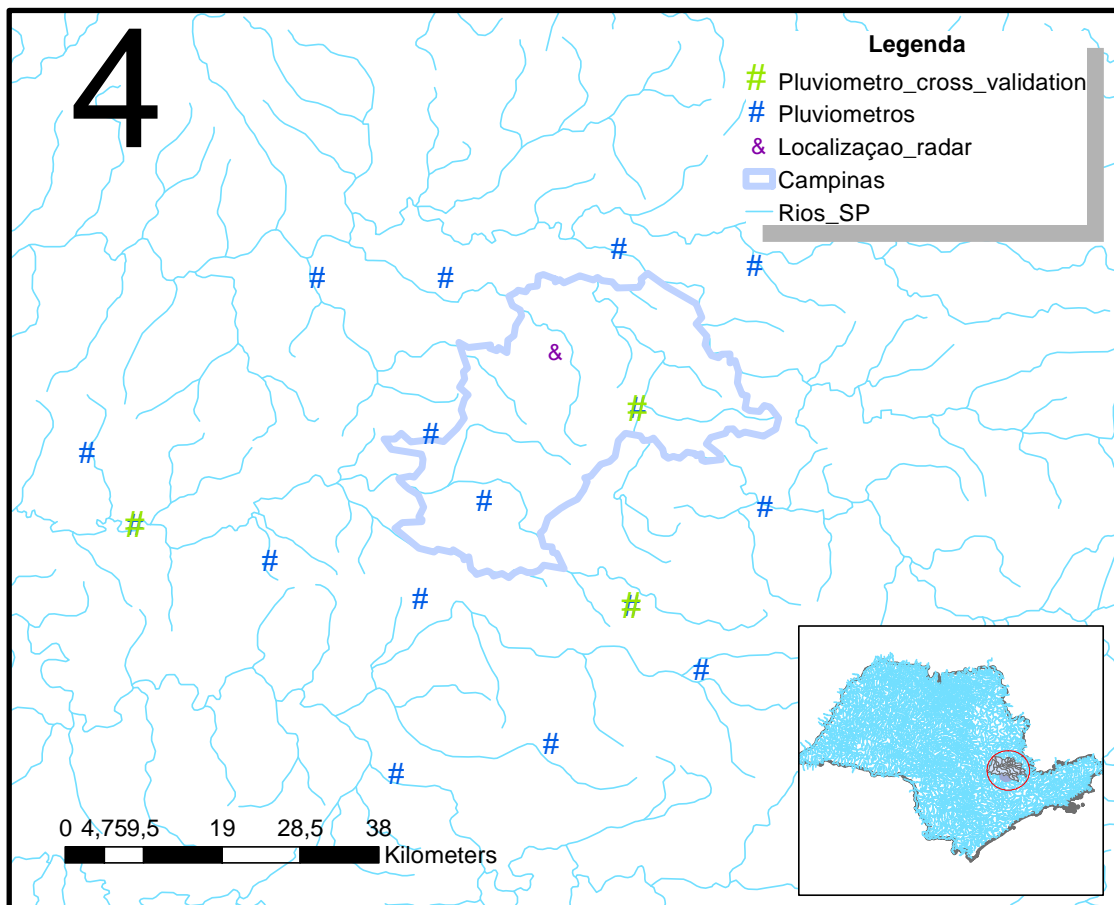 4
Legenda
# Pluviometro_cross_validation
# Pluviometros
& Localizaçao_radar
Campinas
Rios_SP
# #
# #
&
#
#
#
#
#
#
#
#
#
#
#
#
#
0 4,759,5 19 28,5 38
Kilometers